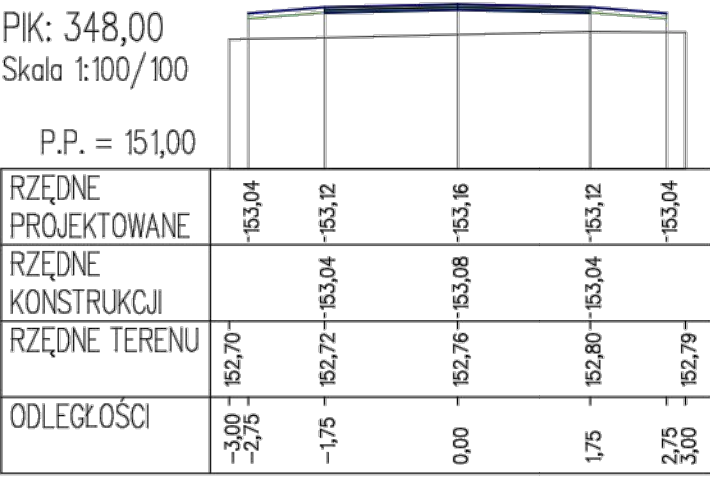 PIK: 348,00
Skala 1:100/100
P.P. = 151,00
RZĘDNE
PROJEKTOWANE
-153,04
-153,12
-153,16
-153,12
-153,04
RZĘDNE
KONSTRUKCJI
-153,04
-153,08
-153,04
RZĘDNE TERENU
152,70
152,72
152,76
152,80
152,79
ODLEGŁOŚCI
-3,00
-2,75
-1,75
0,00
1,75
2,75
3,00